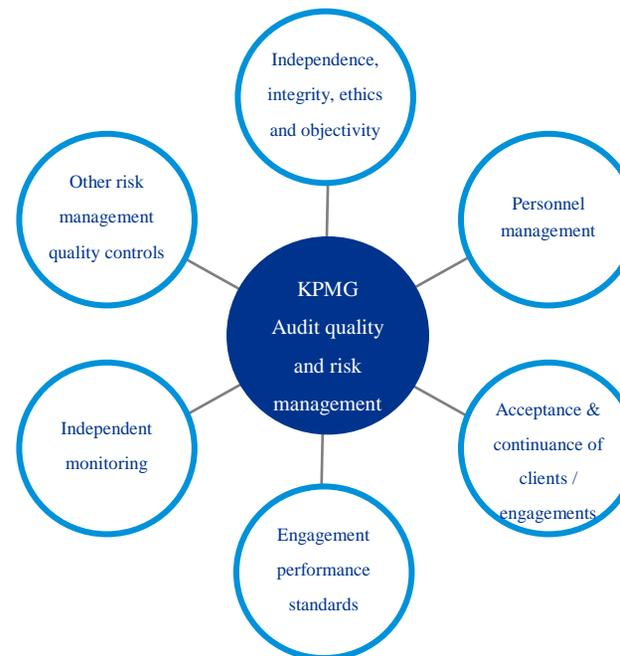 Independence,
integrity, ethics
and objectivity
Other risk
management
quality controls
Personnel
management
KPMG
Audit quality
and risk
management
Independent
monitoring
Acceptance &
continuance of
clients /
engagements
Engagement
performance
standards